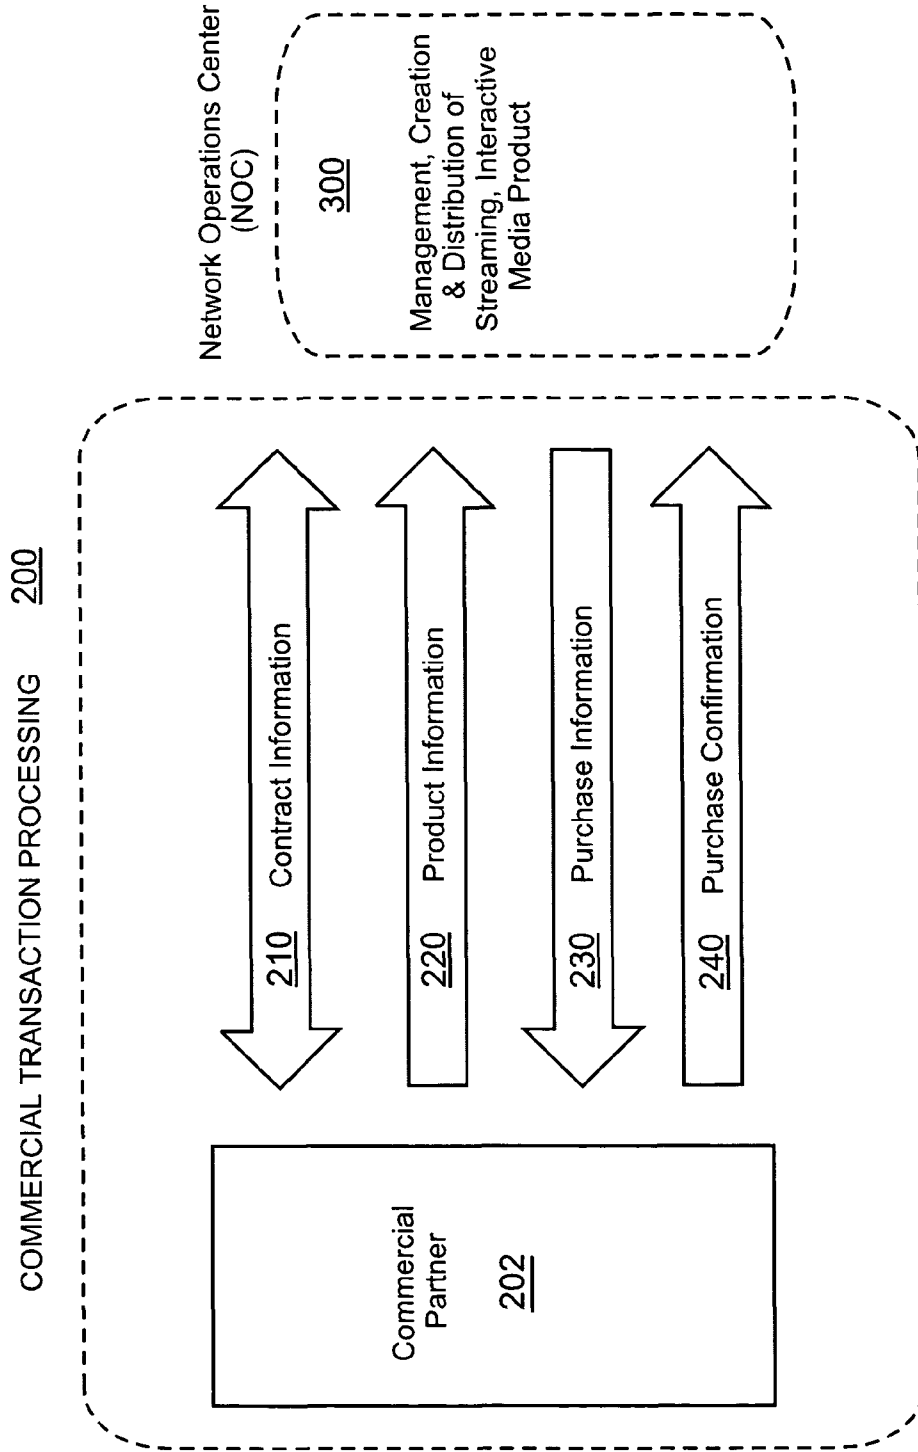 COMMERCIAL TRANSACTION PROCESSING 200
Network Operations Center
(NOC)
Commercial
Partner
202
210 Contract Information
220 Product Information
230 Purchase Information
240 Purchase Confirmation
300
Management, Creation
& Distribution of
Streaming, Interactive
Media Product